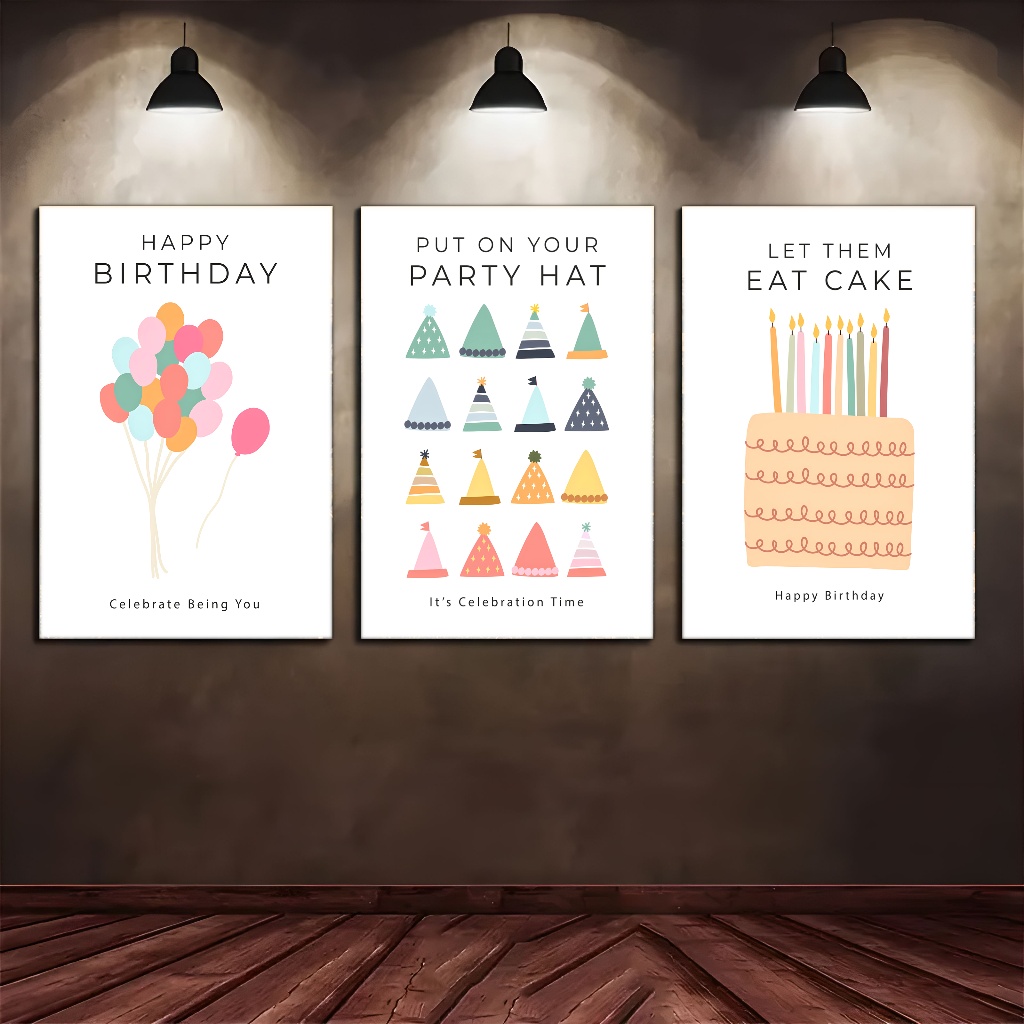 HAPPY
BIRTHDAY
Celebrate Being You
PUT ON YOUR
PARTY HAT
It's Celebration Time
LET THEM
EAT CAKE
Happy Birthday